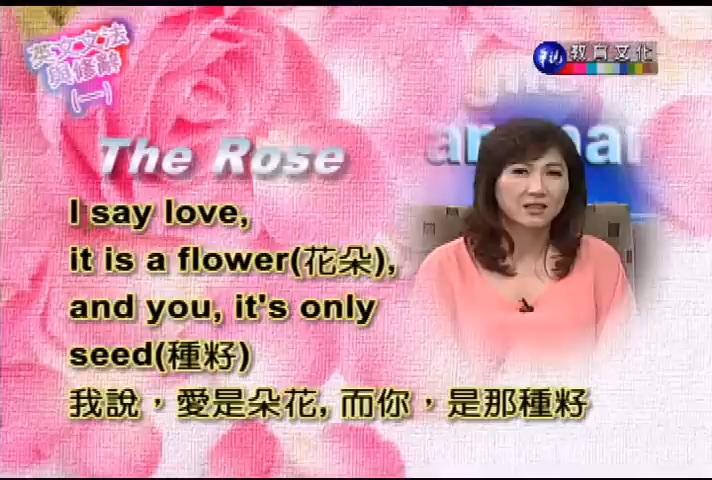 英文文法
與修辭
(一)
華視
教育文化
The Rose
I say love,
it is a flower(花朵),
and you, it's only
seed(種籽)
我說，愛是朵花, 而你，是那種籽